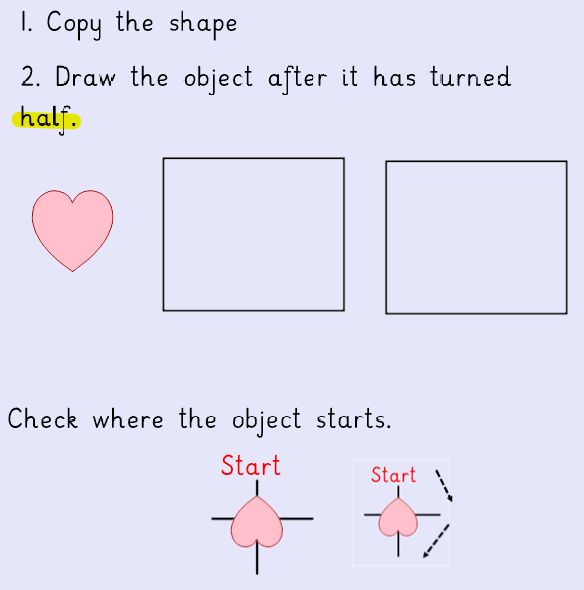 1. Copy the shape
2. Draw the object after it has turned
half.
Check where the object starts.
Start
Start